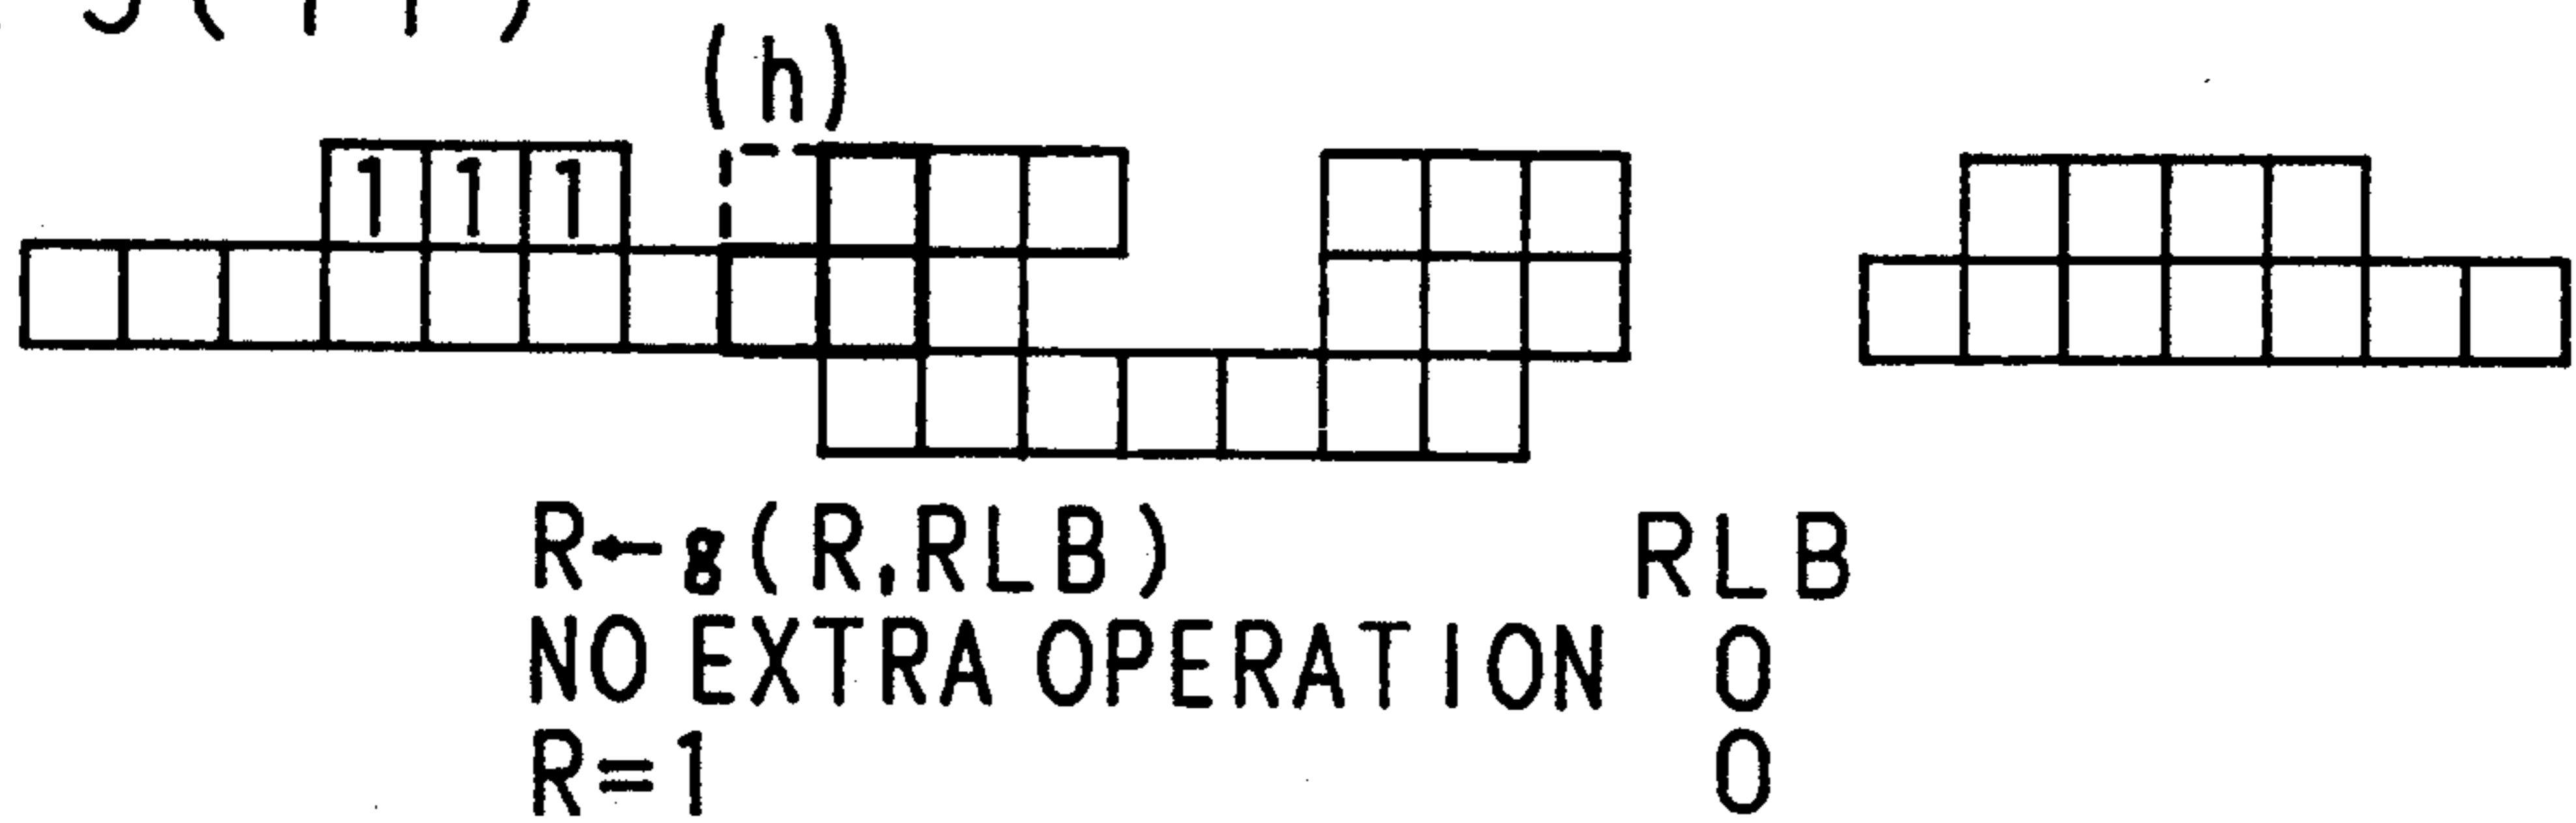 (h)
1 1 1
R←g(R,RLB) RLB
NO EXTRA OPERATION 0
R=1 0